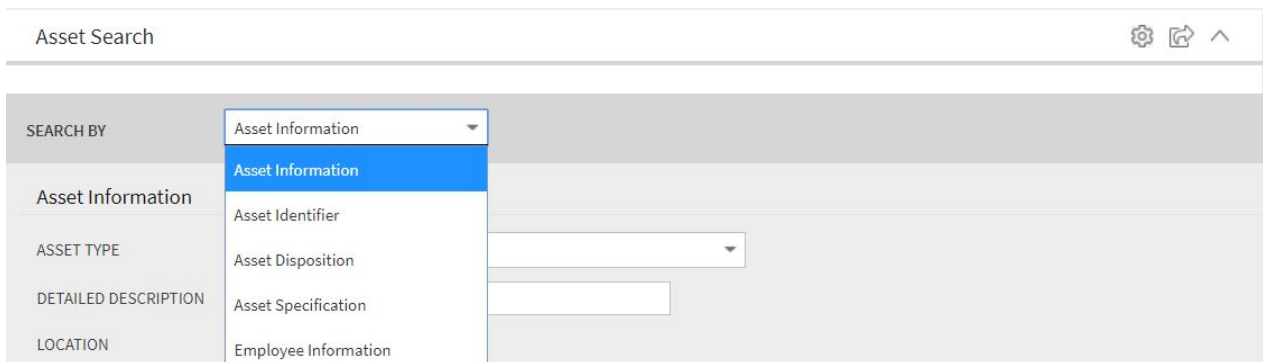 Asset Search
SEARCH BY
Asset Information
Asset Information
Asset Information
Asset Identifier
ASSET TYPE
Asset Disposition
DETAILED DESCRIPTION
Asset Specification
LOCATION
Employee Information